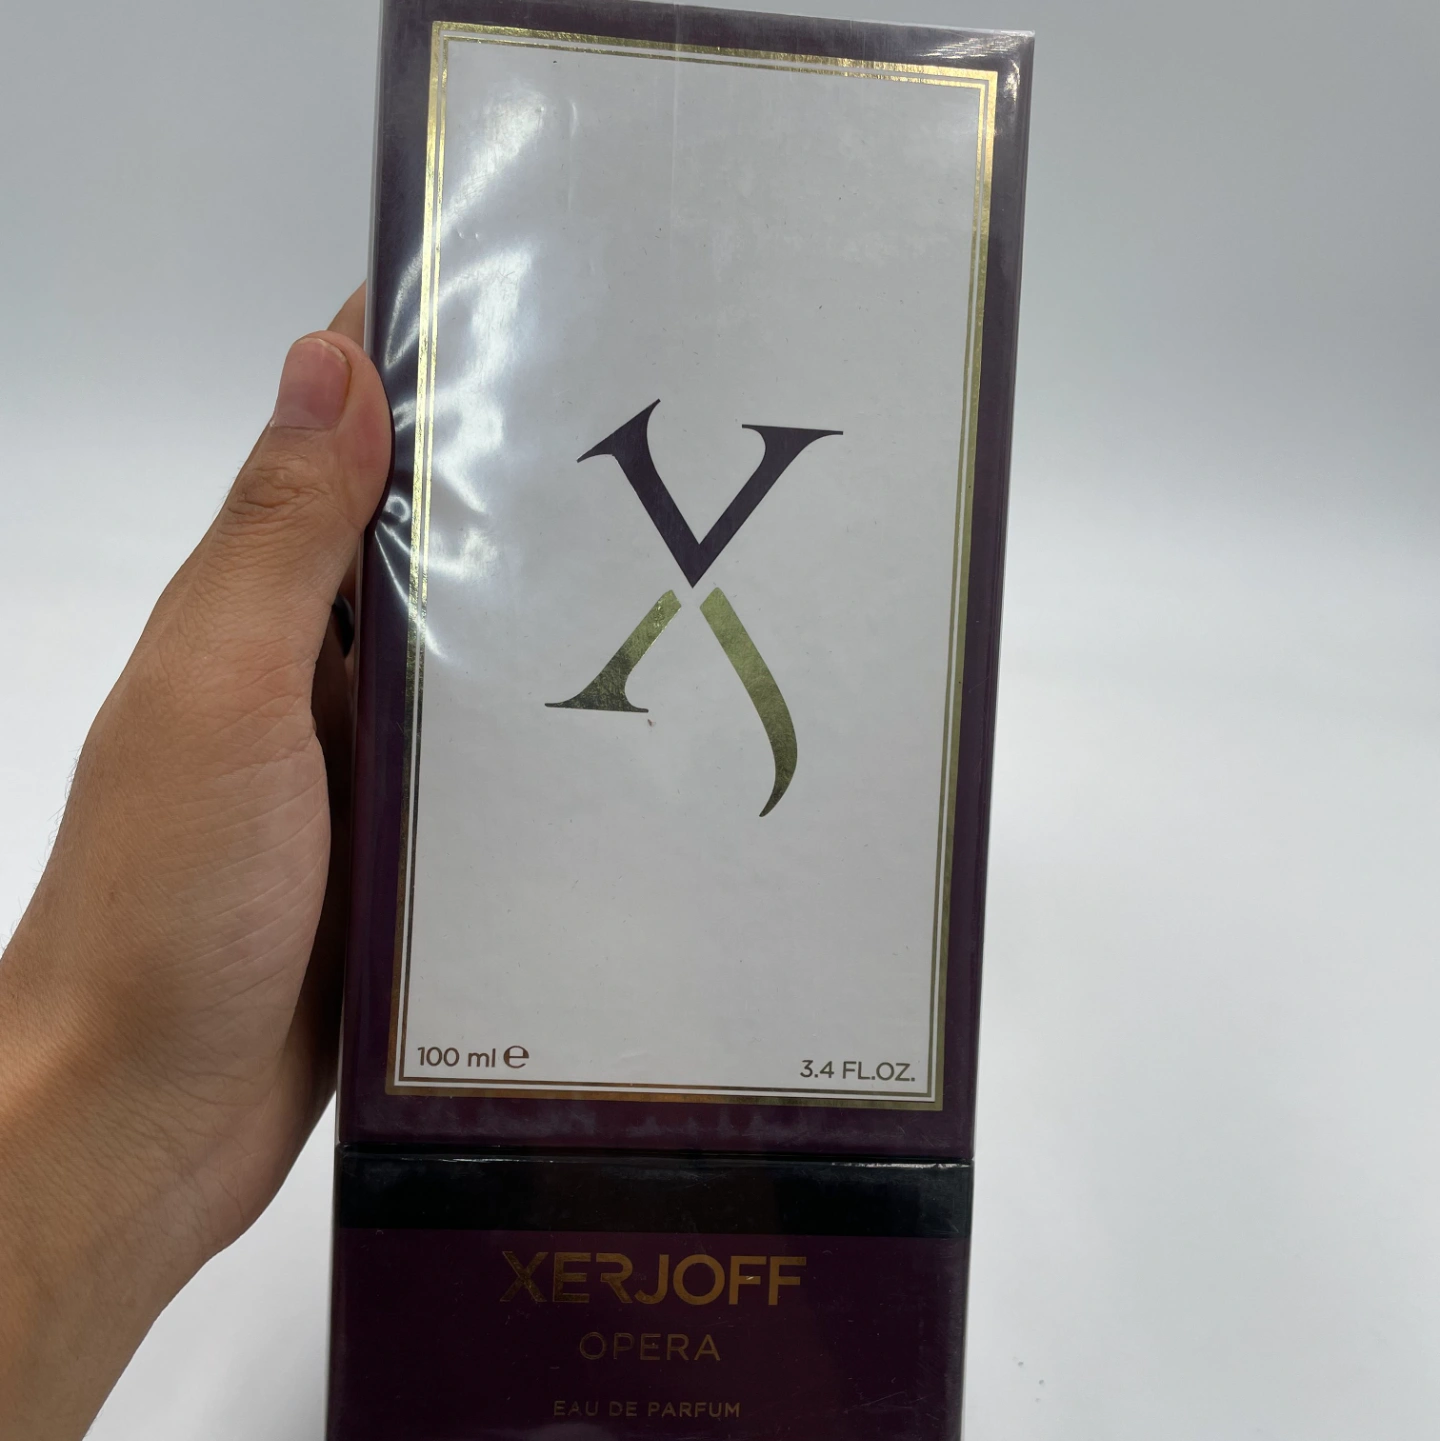 X
100 ml ℮
3.4 FL.OZ.
XERJOFF
OPERA
EAU DE PARFUM